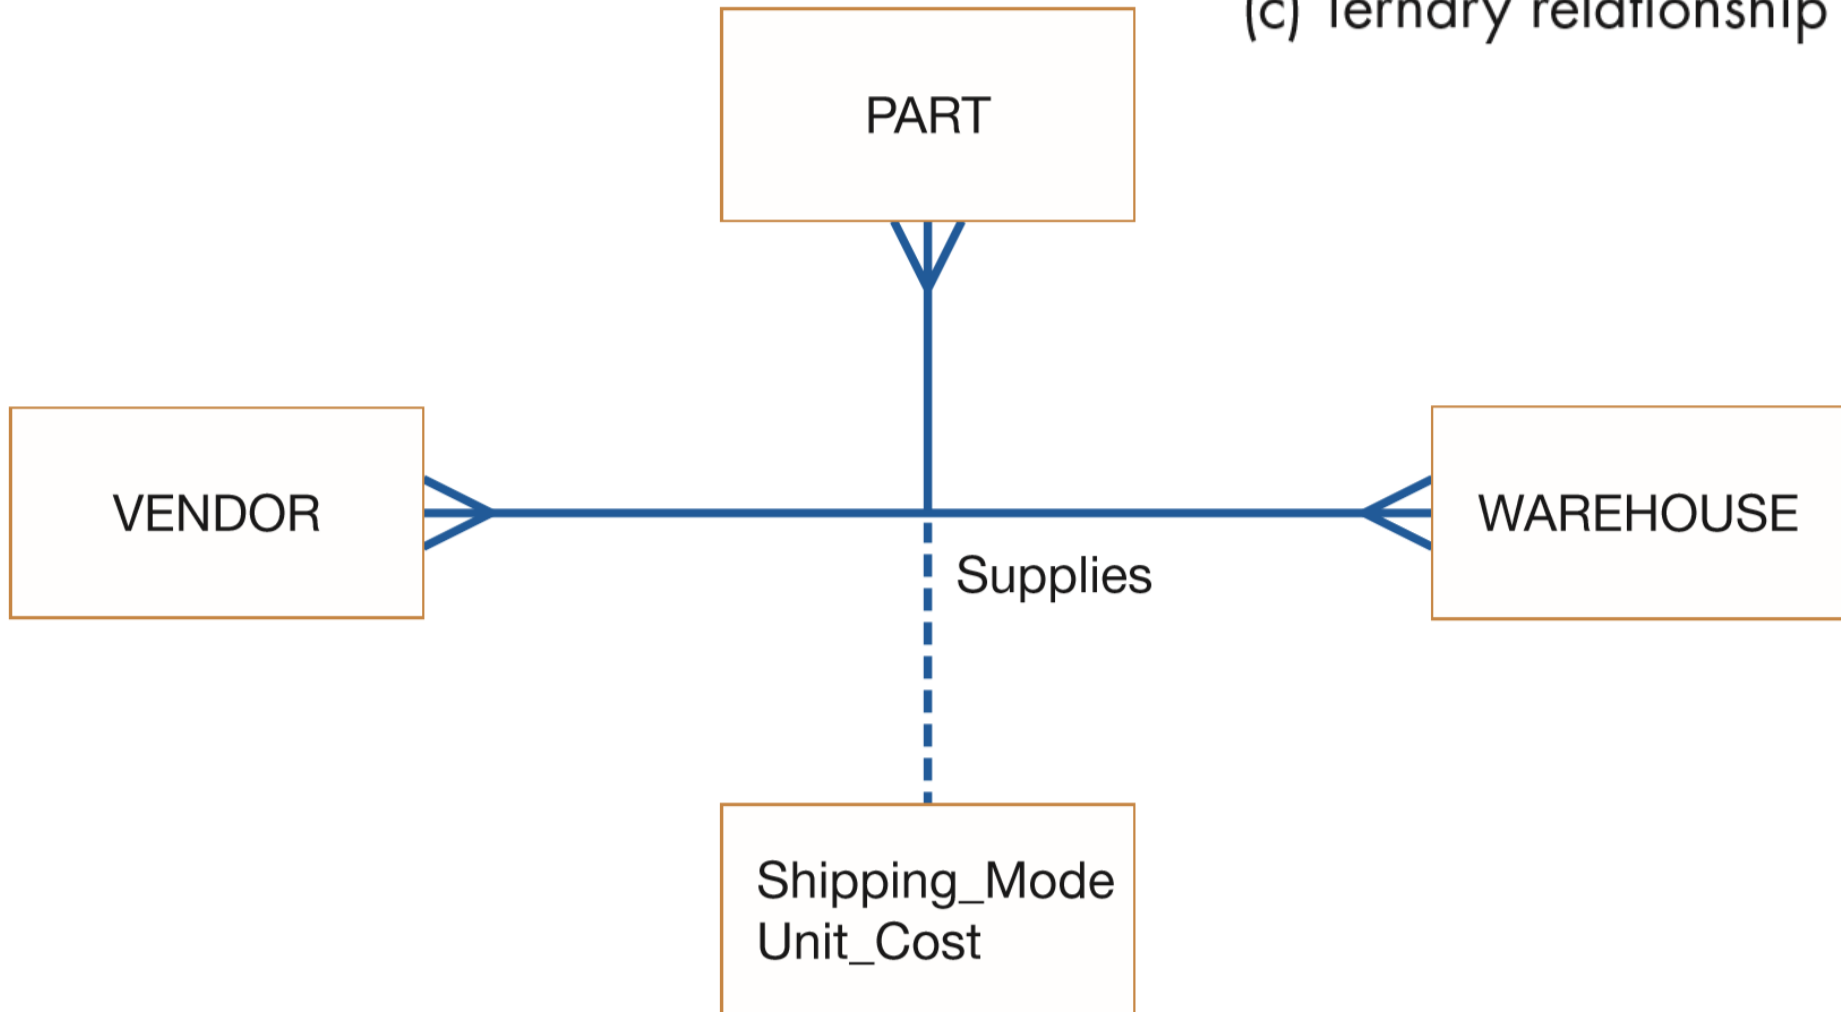 (c) Ternary relationship
PART
VENDOR
WAREHOUSE
Supplies
Shipping_Mode
Unit_Cost